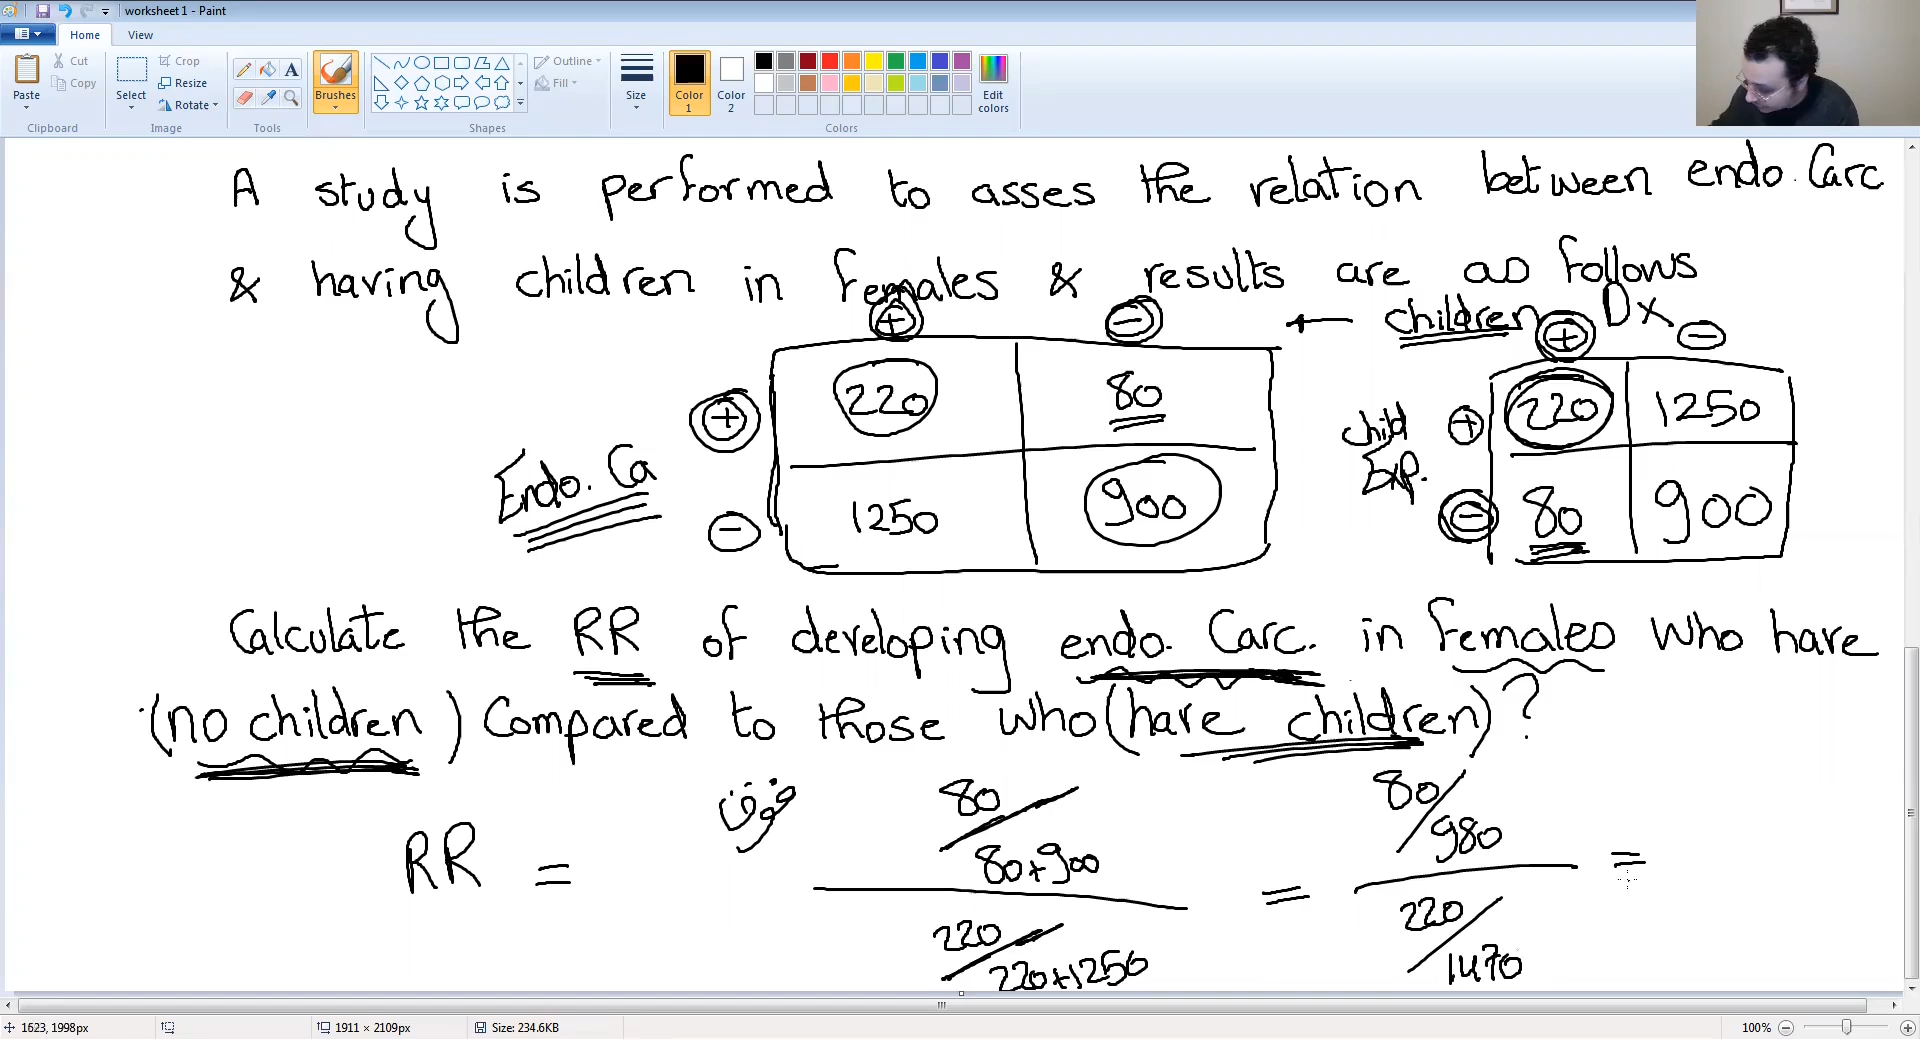 worksheet 1 - Paint
Home View
Paste Cut Copy Select Crop Resize Rotate Brushes Outline Fill Size Color 1 Color 2 Edit colors
Clipboard Image Tools Shapes Colors
A study is performed to asses the relation between endo. Carc
& having children in females & results are as follows
+ - ← children
Endo. Ca
+ 220 80
- 1250 900
Dx
+ -
child Exp.
+ 220 1250
- 80 900
Calculate the RR of developing endo. Carc. in females who have
(no children) Compared to those who (have children)?
RR = 80/80+900 / 220/220+1250 = 80/980 / 220/1470 =
1623, 1998px 1911 × 2109px Size: 234.6KB 100%